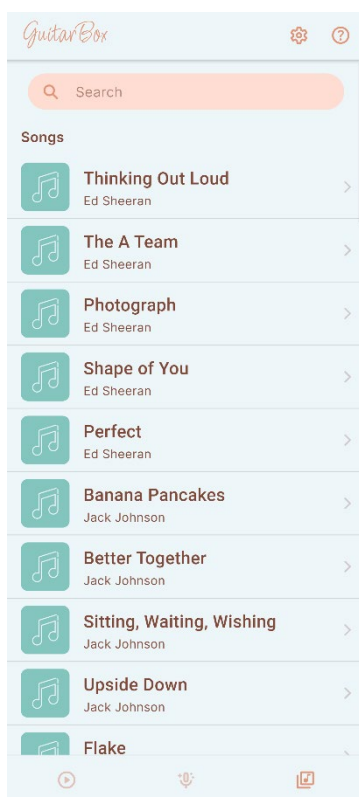 GuitarBox
Search
Songs
Thinking Out Loud
Ed Sheeran
The A Team
Ed Sheeran
Photograph
Ed Sheeran
Shape of You
Ed Sheeran
Perfect
Ed Sheeran
Banana Pancakes
Jack Johnson
Better Together
Jack Johnson
Sitting, Waiting, Wishing
Jack Johnson
Upside Down
Jack Johnson
Flake